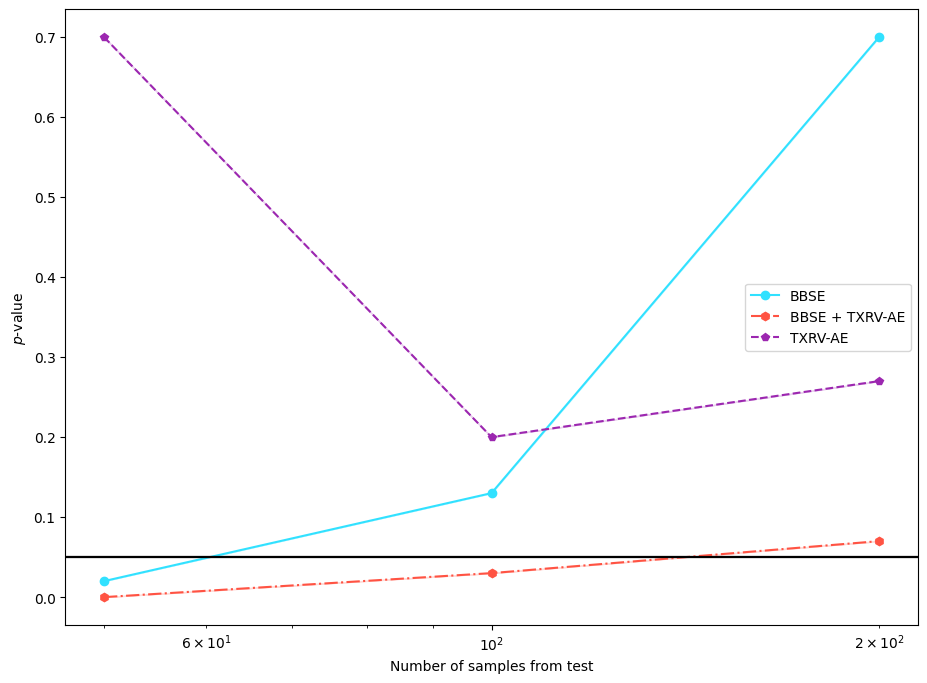 0.7
0.6
0.5
0.4
0.3
0.2
0.1
0.0
p-value
BBSE
BBSE + TXRV-AE
TXRV-AE
6 × 10¹
10²
2 × 10²
Number of samples from test